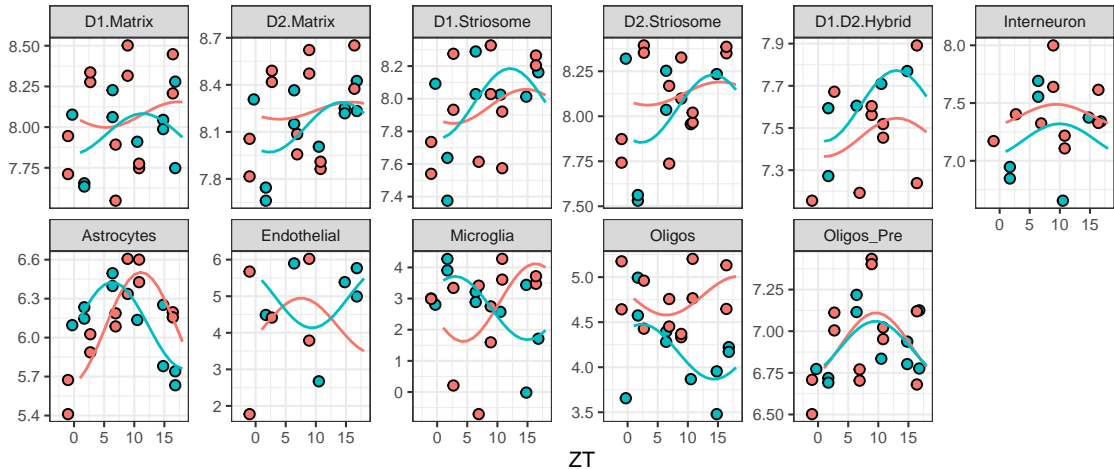 D1.Matrix D2.Matrix D1.Striosome D2.Striosome D1.D2.Hybrid Interneuron
8.50 8.25 8.00 7.75
8.7 8.4 8.1 7.8
8.4 8.2 8.0 7.8 7.6 7.4
8.25 8.00 7.75 7.50
7.9 7.7 7.5 7.3
8.0 7.5 7.0
0 5 10 15
Astrocytes Endothelial Microglia Oligos Oligos_Pre
6.6 6.3 6.0 5.7 5.4
6 5 4 3 2
4 3 2 1 0
5.0 4.5 4.0 3.5
7.25 7.00 6.75 6.50
0 5 10 15 0 5 10 15 0 5 10 15 0 5 10 15 0 5 10 15
ZT